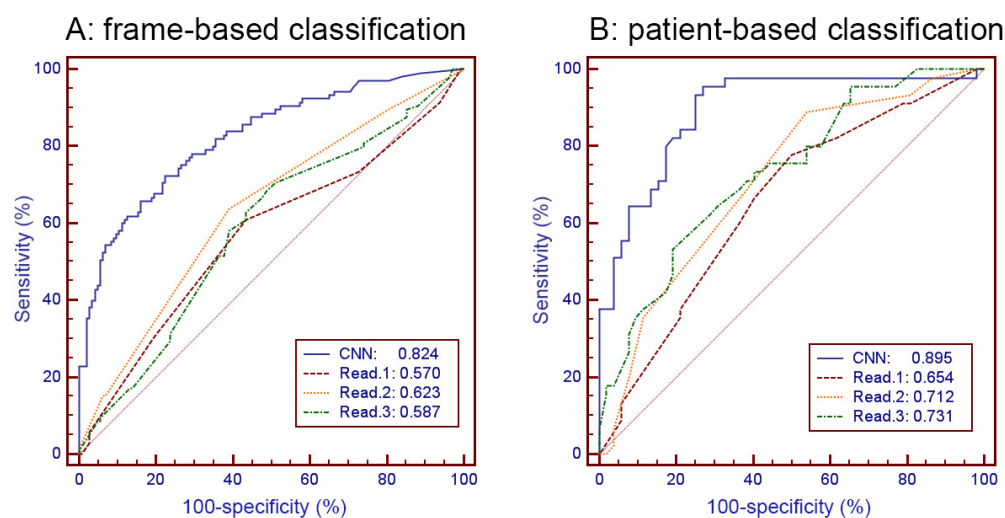 A: frame-based classification
100
80
60
40
20
0
Sensitivity (%)
CNN: 0.824
Read.1: 0.570
Read.2: 0.623
Read.3: 0.587
0 20 40 60 80 100
100-specificity (%)
B: patient-based classification
100
80
60
40
20
0
Sensitivity (%)
CNN: 0.895
Read.1: 0.654
Read.2: 0.712
Read.3: 0.731
0 20 40 60 80 100
100-specificity (%)